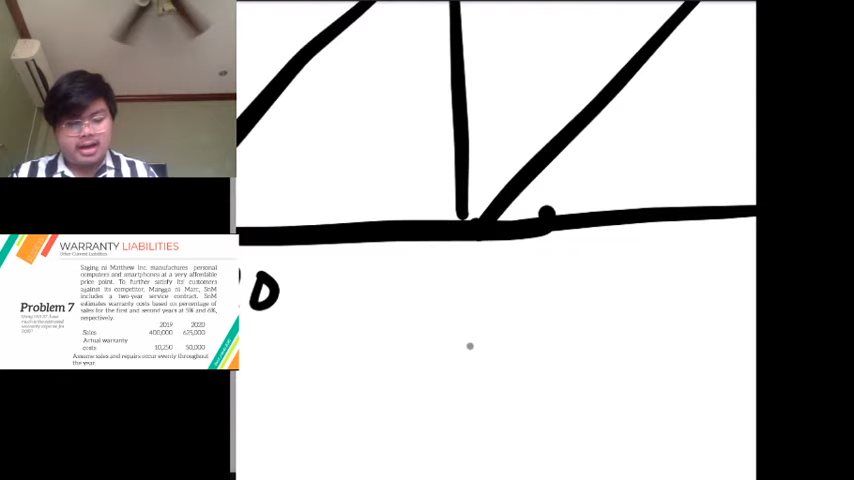 WARRANTY LIABILITIES
Other Current Liabilities
Saging ni Matthew Inc. manufactures personal
computers and smartphones at a very affordable
price point. To further satisfy its customers
against its competitor, Mangga ni Marc, SnM
includes a two-year service contract. SnM
estimates warranty costs based on percentage of
sales for the first and second years at 5% and 6%,
respectively.
Problem 7
2019 2020
Sales 400,000 625,000
Actual warranty
costs 10,250 50,000
Assume sales and repairs occur evenly throughout
the year.